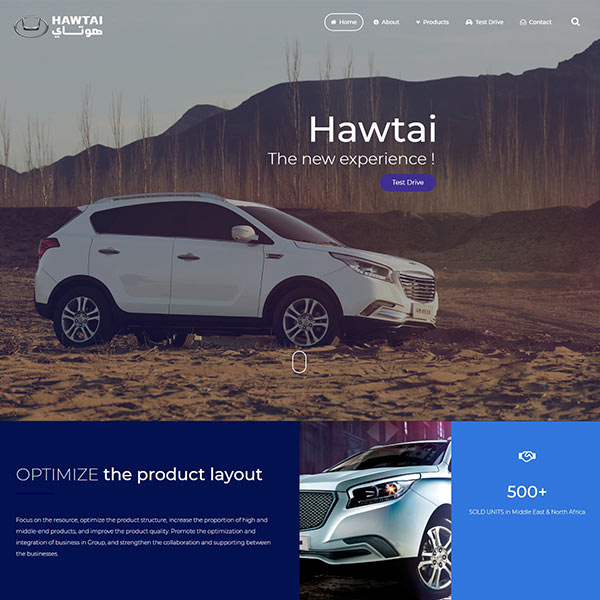 HAWTAI
هوتاي
Home
About
Products
Test Drive
Contact
Hawtai
The new experience !
Test Drive
OPTIMIZE the product layout
Focus on the resource, optimize the product structure, increase the proportion of high and
middle-end products, and improve the product quality. Promote the optimization and
integration of business in Group, and strengthen the collaboration and supporting between
the businesses.
500+
SOLD UNITS in Middle East & North Africa